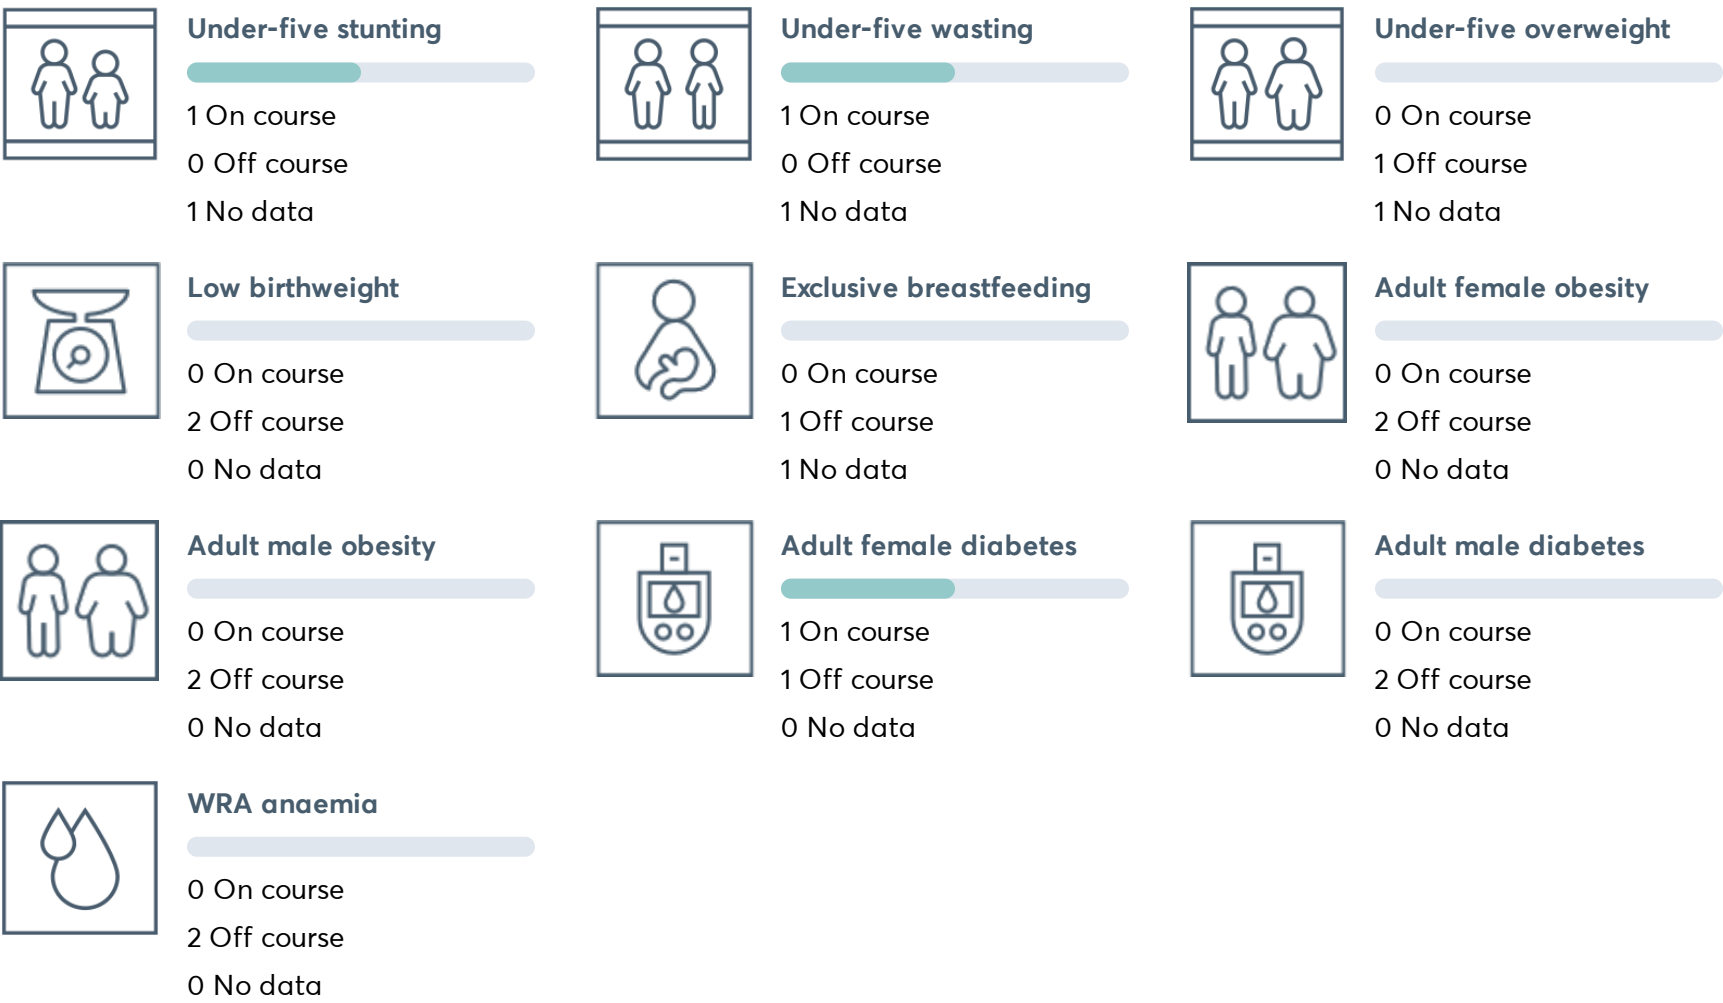 Under-five stunting
1 On course
0 Off course
1 No data
Under-five wasting
1 On course
0 Off course
1 No data
Under-five overweight
0 On course
1 Off course
1 No data
Low birthweight
0 On course
2 Off course
0 No data
Exclusive breastfeeding
0 On course
1 Off course
1 No data
Adult female obesity
0 On course
2 Off course
0 No data
Adult male obesity
0 On course
2 Off course
0 No data
Adult female diabetes
1 On course
1 Off course
0 No data
Adult male diabetes
0 On course
2 Off course
0 No data
WRA anaemia
0 On course
2 Off course
0 No data